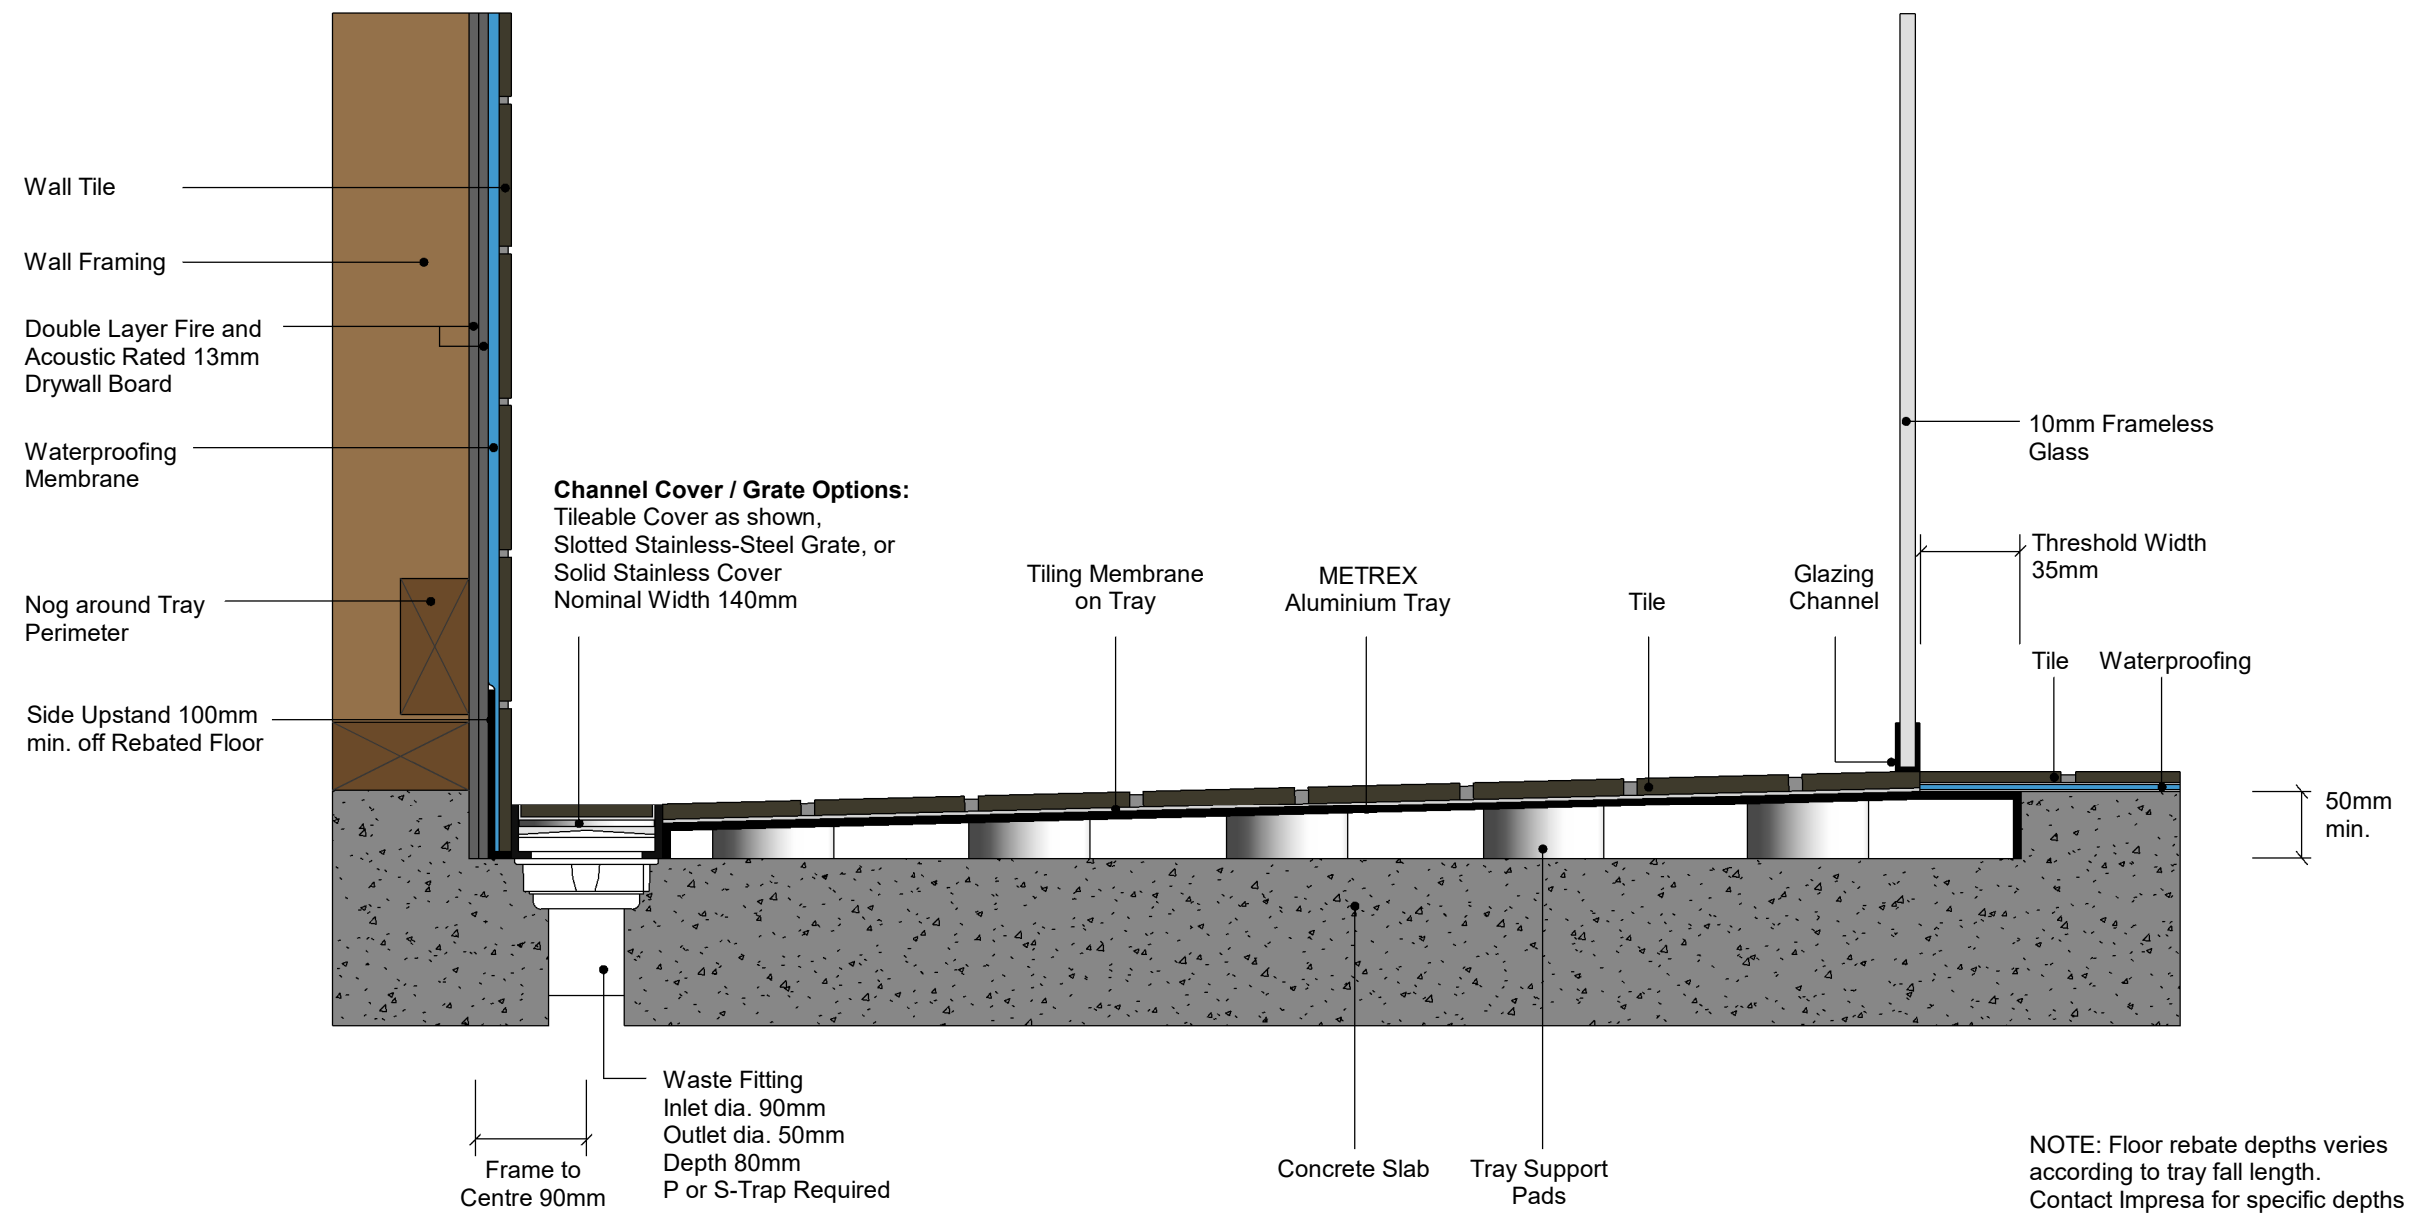 Wall Tile
Wall Framing
Double Layer Fire and
Acoustic Rated 13mm
Drywall Board
Waterproofing
Membrane
Nog around Tray
Perimeter
Side Upstand 100mm
min. off Rebated Floor
Channel Cover / Grate Options:
Tileable Cover as shown,
Slotted Stainless-Steel Grate, or
Solid Stainless Cover
Nominal Width 140mm
Tiling Membrane
on Tray
METREX
Aluminium Tray
Tile
Glazing
Channel
10mm Frameless
Glass
Threshold Width
35mm
Tile
Waterproofing
50mm
min.
Frame to
Centre 90mm
Waste Fitting
Inlet dia. 90mm
Outlet dia. 50mm
Depth 80mm
P or S-Trap Required
Concrete Slab
Tray Support
Pads
NOTE: Floor rebate depths veries
according to tray fall length.
Contact Impresa for specific depths